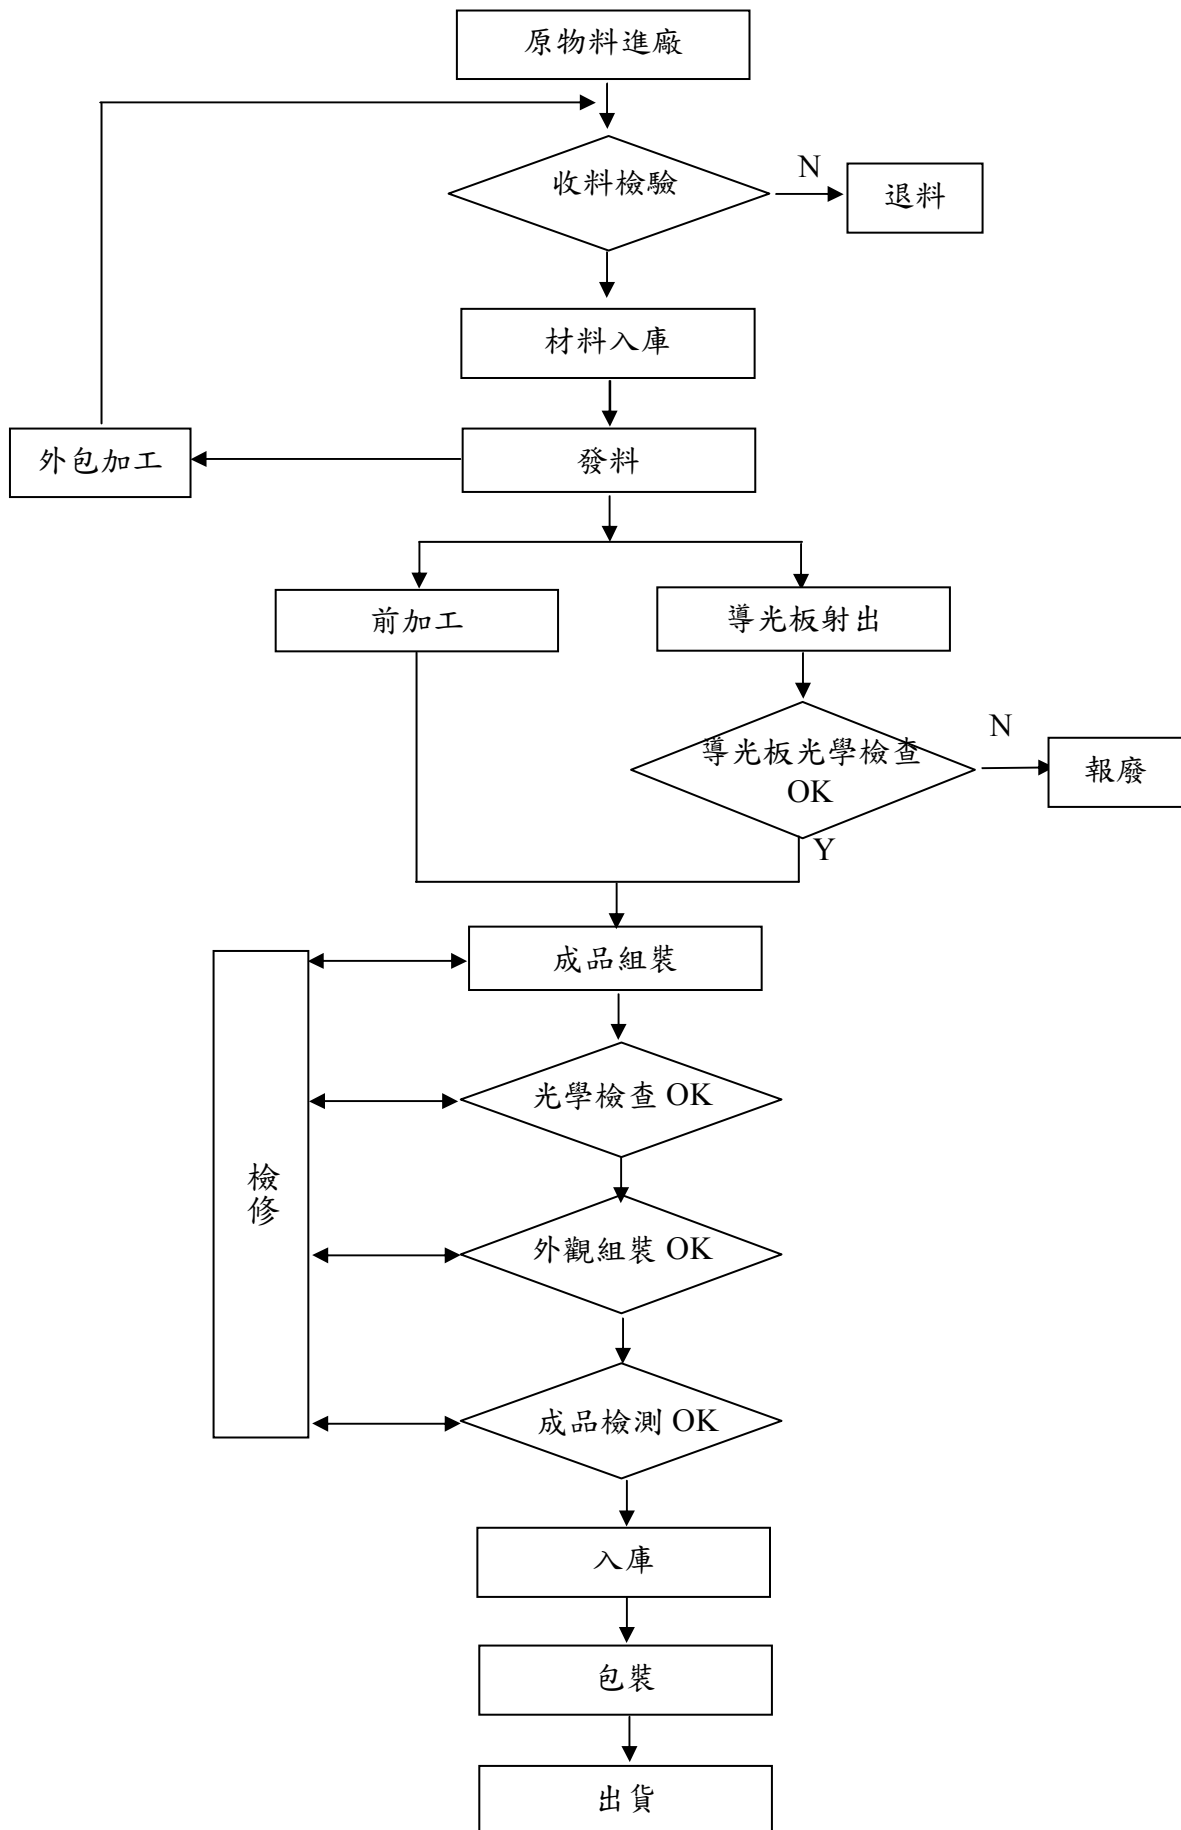 原物料進廠
收料檢驗
N
退料
材料入庫
外包加工
發料
前加工
導光板射出
導光板光學檢查
OK
N
報廢
Y
成品組裝
光學檢查 OK
檢
修
外觀組裝 OK
成品檢測 OK
入庫
包裝
出貨